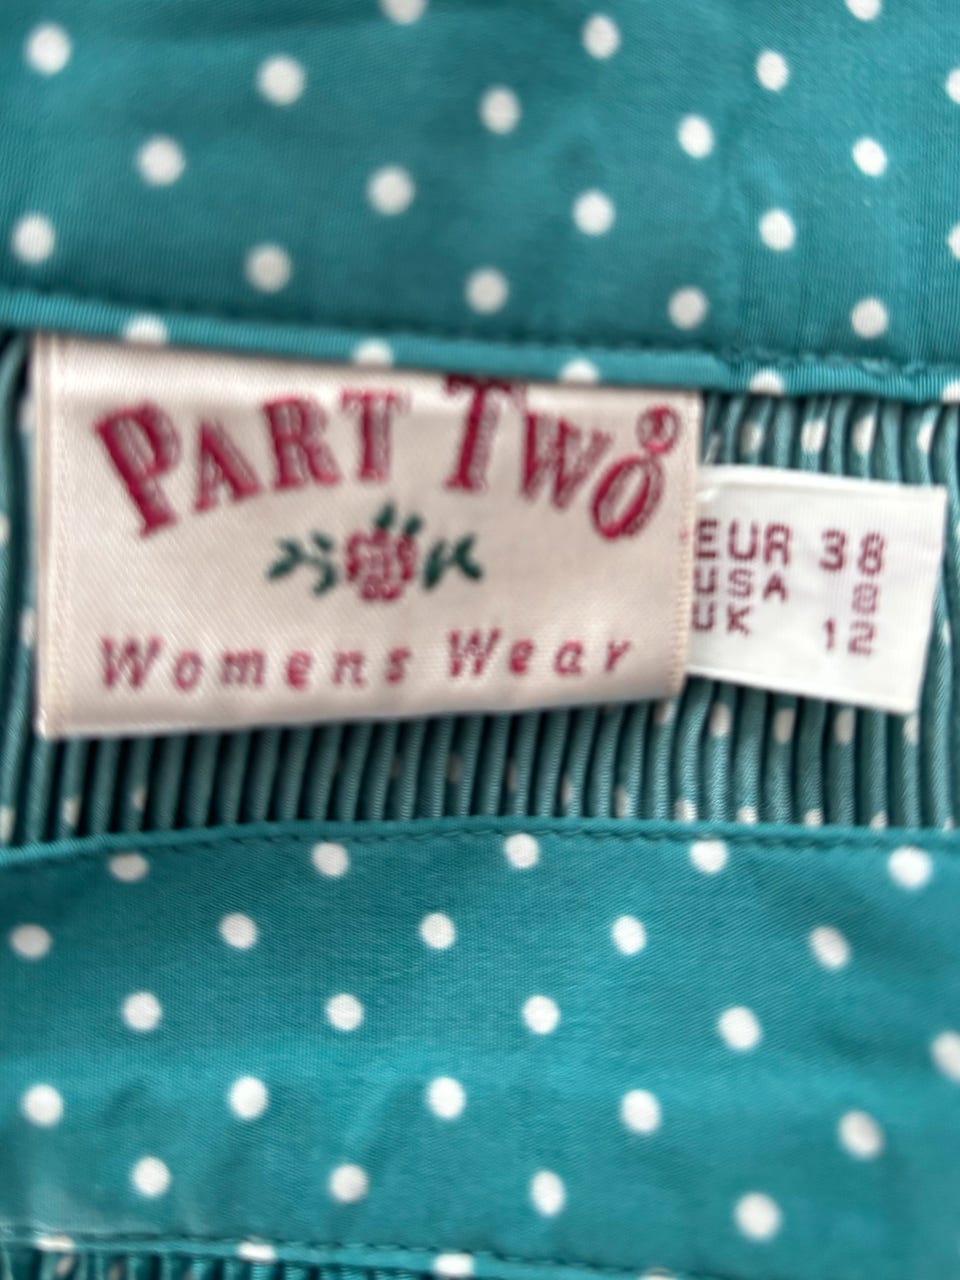 PART TWO®
Womens Wear
EUR 38
USA 8
UK 12